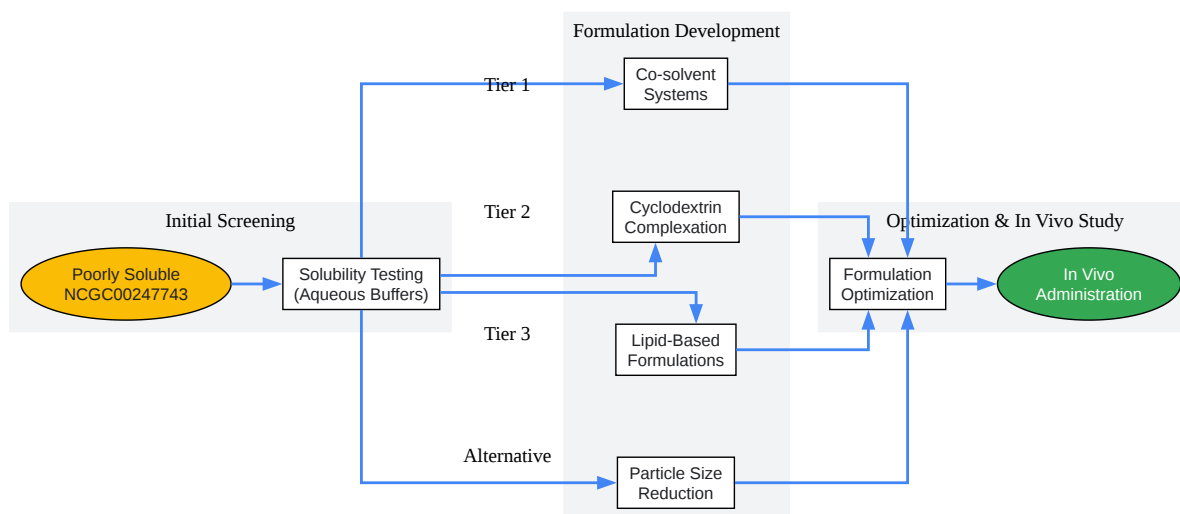 Formulation Development
Tier 1
Co-solvent
Systems
Tier 2
Cyclodextrin
Complexation
Initial Screening
Optimization & In Vivo Study
Poorly Soluble
NCGC00247743
Solubility Testing
(Aqueous Buffers)
Formulation
Optimization
In Vivo
Administration
Tier 3
Lipid-Based
Formulations
Alternative
Particle Size
Reduction